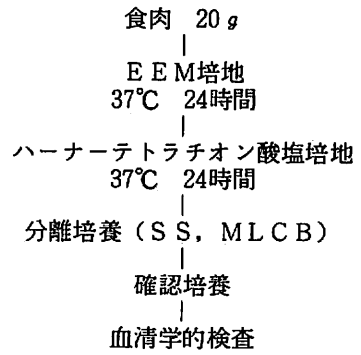 食肉　20ｇ
ＥＥＭ培地
37℃　24時間
ハーナーテトラチオン酸塩培地
37℃　24時間
分離培養（ＳＳ，ＭＬＣＢ）
確認培養
血清学的検査